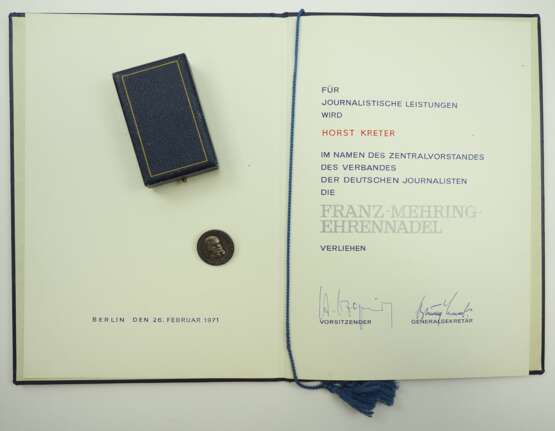 FÜR
JOURNALISTISCHE LEISTUNGEN
WIRD
HORST KRETER
IM NAMEN DES ZENTRALVORSTANDES
DES VERBANDES
DER DEUTSCHEN JOURNALISTEN
DIE
FRANZ-MEHRING-
EHRENNADEL
VERLIEHEN
VORSITZENDER GENERALSEKRETÄR
BERLIN DEN 26. FEBRUAR 1971